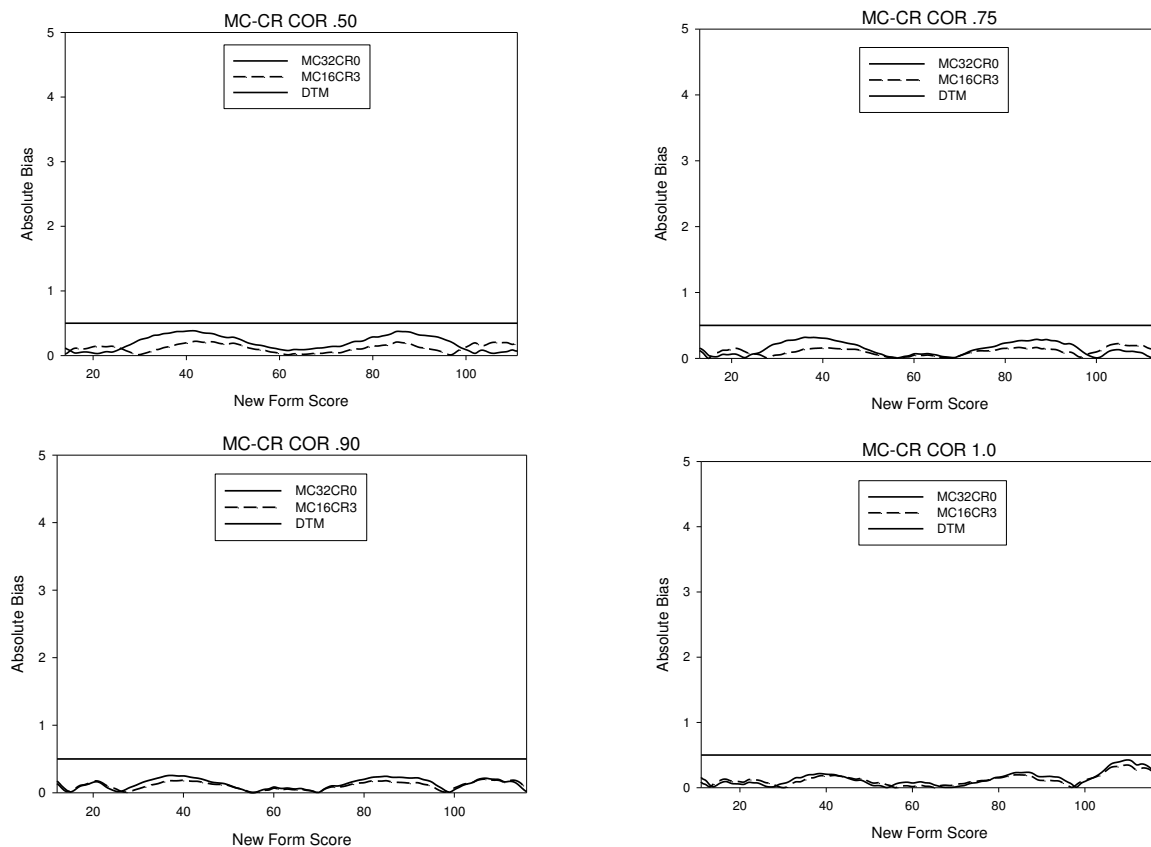 MC-CR COR .50
5
4
3
2
1
0
Absolute Bias
MC32CR0
MC16CR3
DTM
20 40 60 80 100
New Form Score
MC-CR COR .75
5
4
3
2
1
0
Absolute Bias
MC32CR0
MC16CR3
DTM
20 40 60 80 100
New Form Score
MC-CR COR .90
5
4
3
2
1
0
Absolute Bias
MC32CR0
MC16CR3
DTM
20 40 60 80 100
New Form Score
MC-CR COR 1.0
5
4
3
2
1
0
Absolute Bias
MC32CR0
MC16CR3
DTM
20 40 60 80 100
New Form Score